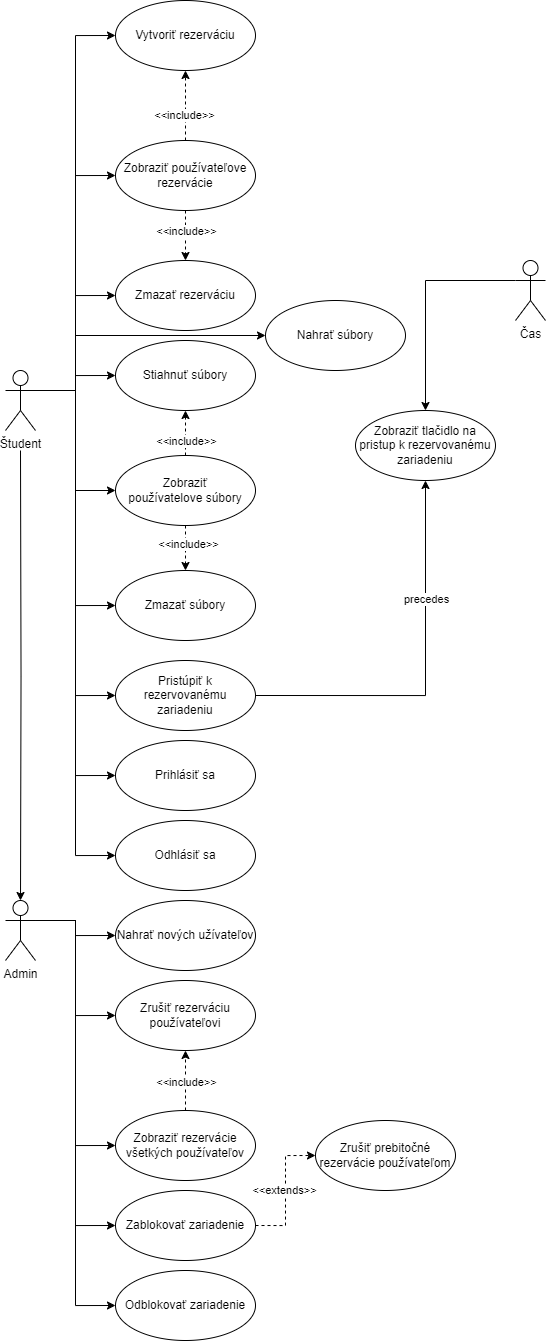 Vytvoriť rezerváciu
<<include>>
Zobraziť používateľove
rezervácie
<<include>>
Zmazať rezerváciu
Nahrať súbory
Čas
Stiahnuť súbory
Študent
<<include>>
Zobraziť tlačidlo na
pristup k rezervovanému
zariadeniu
Zobraziť
používatelove súbory
<<include>>
Zmazať súbory
precedes
Pristúpiť k
rezervovanému
zariadeniu
Prihlásiť sa
Odhlásiť sa
Nahrať nových užívateľov
Admin
Zrušiť rezerváciu
používateľovi
<<include>>
Zobraziť rezervácie
všetkých používateľov
Zrušiť prebitočné
rezervácie používateľom
<<extends>>
Zablokovať zariadenie
Odblokovať zariadenie